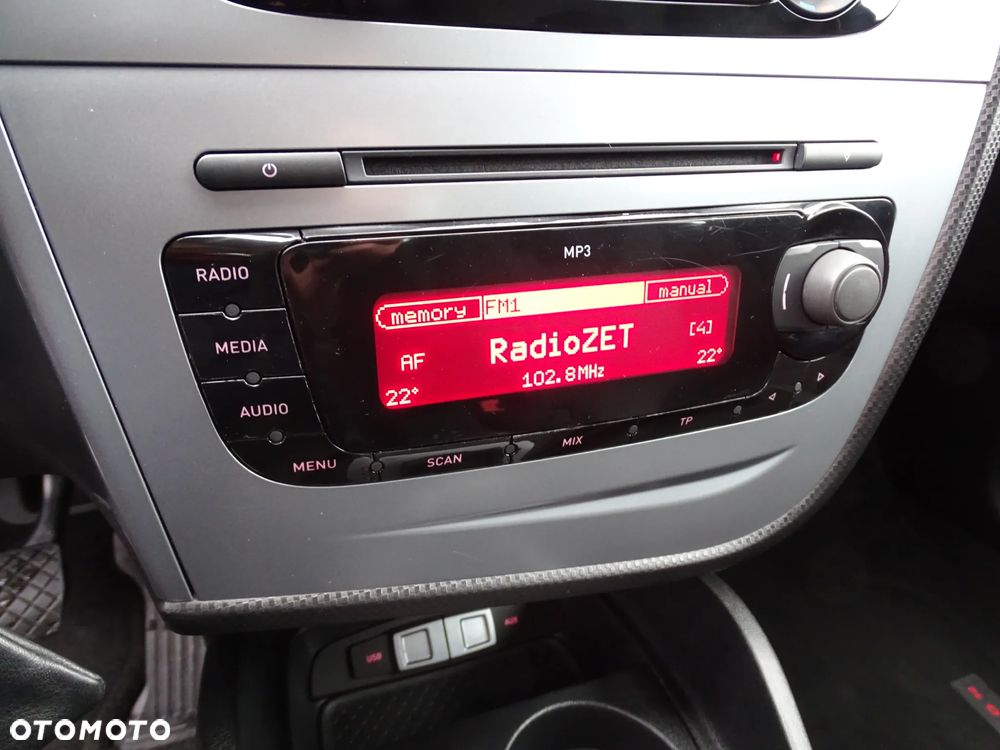 MP3
RADIO
MEDIA
AUDIO
MENU
SCAN
MIX
TP
memory FM1 manual
AF RadioZET [4]
22° 102.8MHz 22°
USB
AUX
OTOMOTO